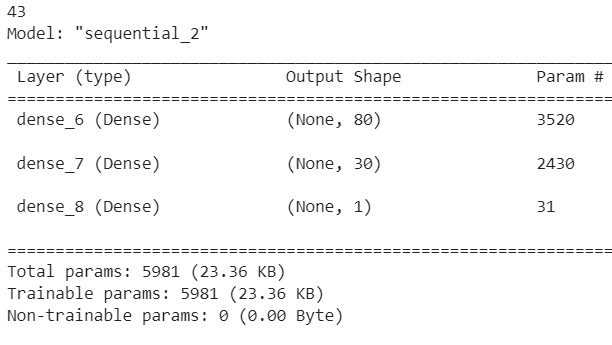 43
Model: "sequential_2"
_________________________________________________________________
Layer (type) Output Shape Param #
=================================================================
dense_6 (Dense) (None, 80) 3520
dense_7 (Dense) (None, 30) 2430
dense_8 (Dense) (None, 1) 31
=================================================================
Total params: 5981 (23.36 KB)
Trainable params: 5981 (23.36 KB)
Non-trainable params: 0 (0.00 Byte)